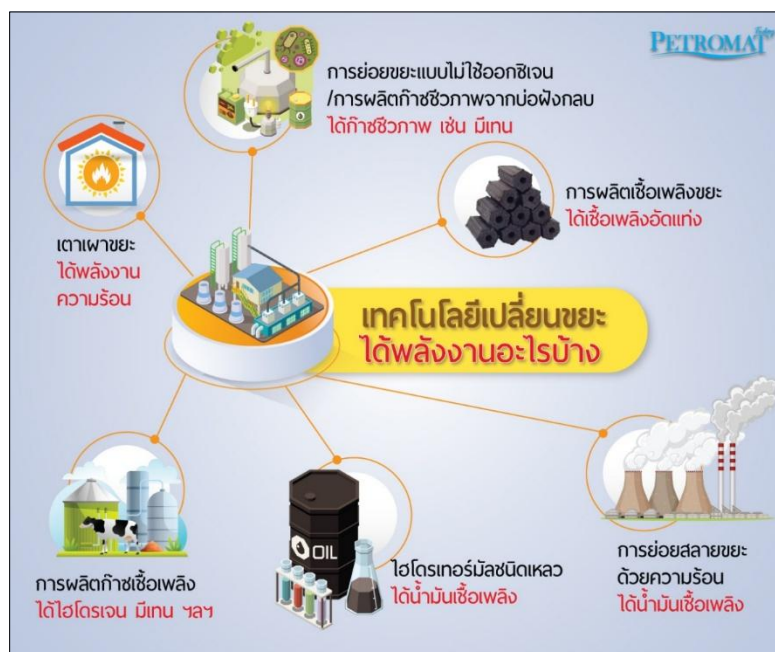 PETROMAT Today
การย่อยขยะแบบไม่ใช้ออกซิเจน
/การผลิตก๊าซชีวภาพจากบ่อฝังกลบ
ได้ก๊าซชีวภาพ เช่น มีเทน
การผลิตเชื้อเพลิงขยะ
ได้เชื้อเพลิงอัดแท่ง
เตาเผาขยะ
ได้พลังงาน
ความร้อน
เทคโนโลยีเปลี่ยนขยะ
ได้พลังงานอะไรบ้าง
OIL
การผลิตก๊าซเชื้อเพลิง
ได้ไฮโดรเจน มีเทน ฯลฯ
ไฮโดรเทอร์มัลชนิดเหลว
ได้น้ำมันเชื้อเพลิง
การย่อยสลายขยะ
ด้วยความร้อน
ได้น้ำมันเชื้อเพลิง